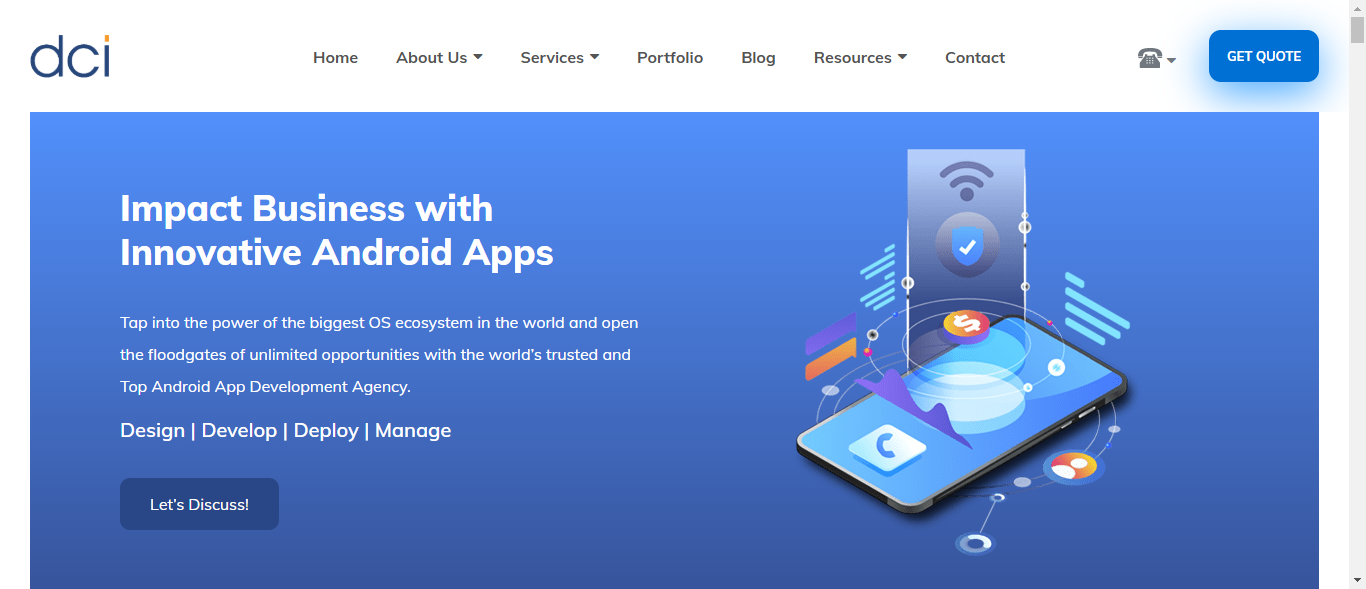 dci
Home About Us Services Portfolio Blog Resources Contact
GET QUOTE
Impact Business with
Innovative Android Apps
Tap into the power of the biggest OS ecosystem in the world and open
the floodgates of unlimited opportunities with the world’s trusted and
Top Android App Development Agency.
Design | Develop | Deploy | Manage
Let’s Discuss!